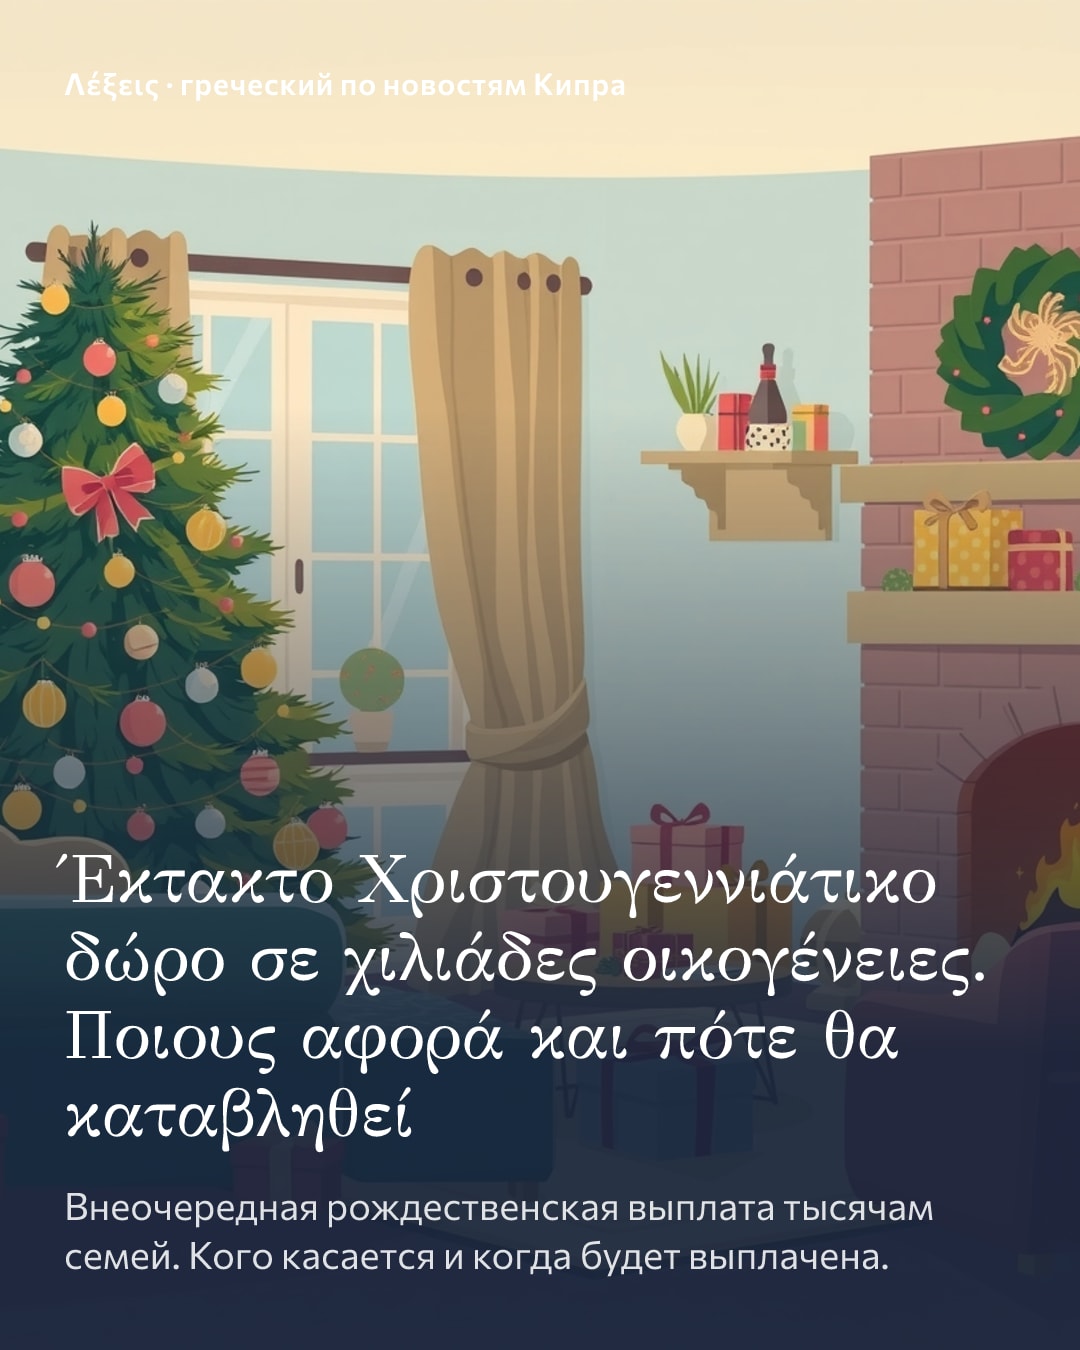 Λέξεις · греческий по новостям Кипра
Έκτακτο Χριστουγεννιάτικο
δώρο σε χιλιάδες οικογένειες.
Ποιους αφορά και πότε θα
καταβληθεί
Внеочередная рождественская выплата тысячам
семей. Кого касается и когда будет выплачена.